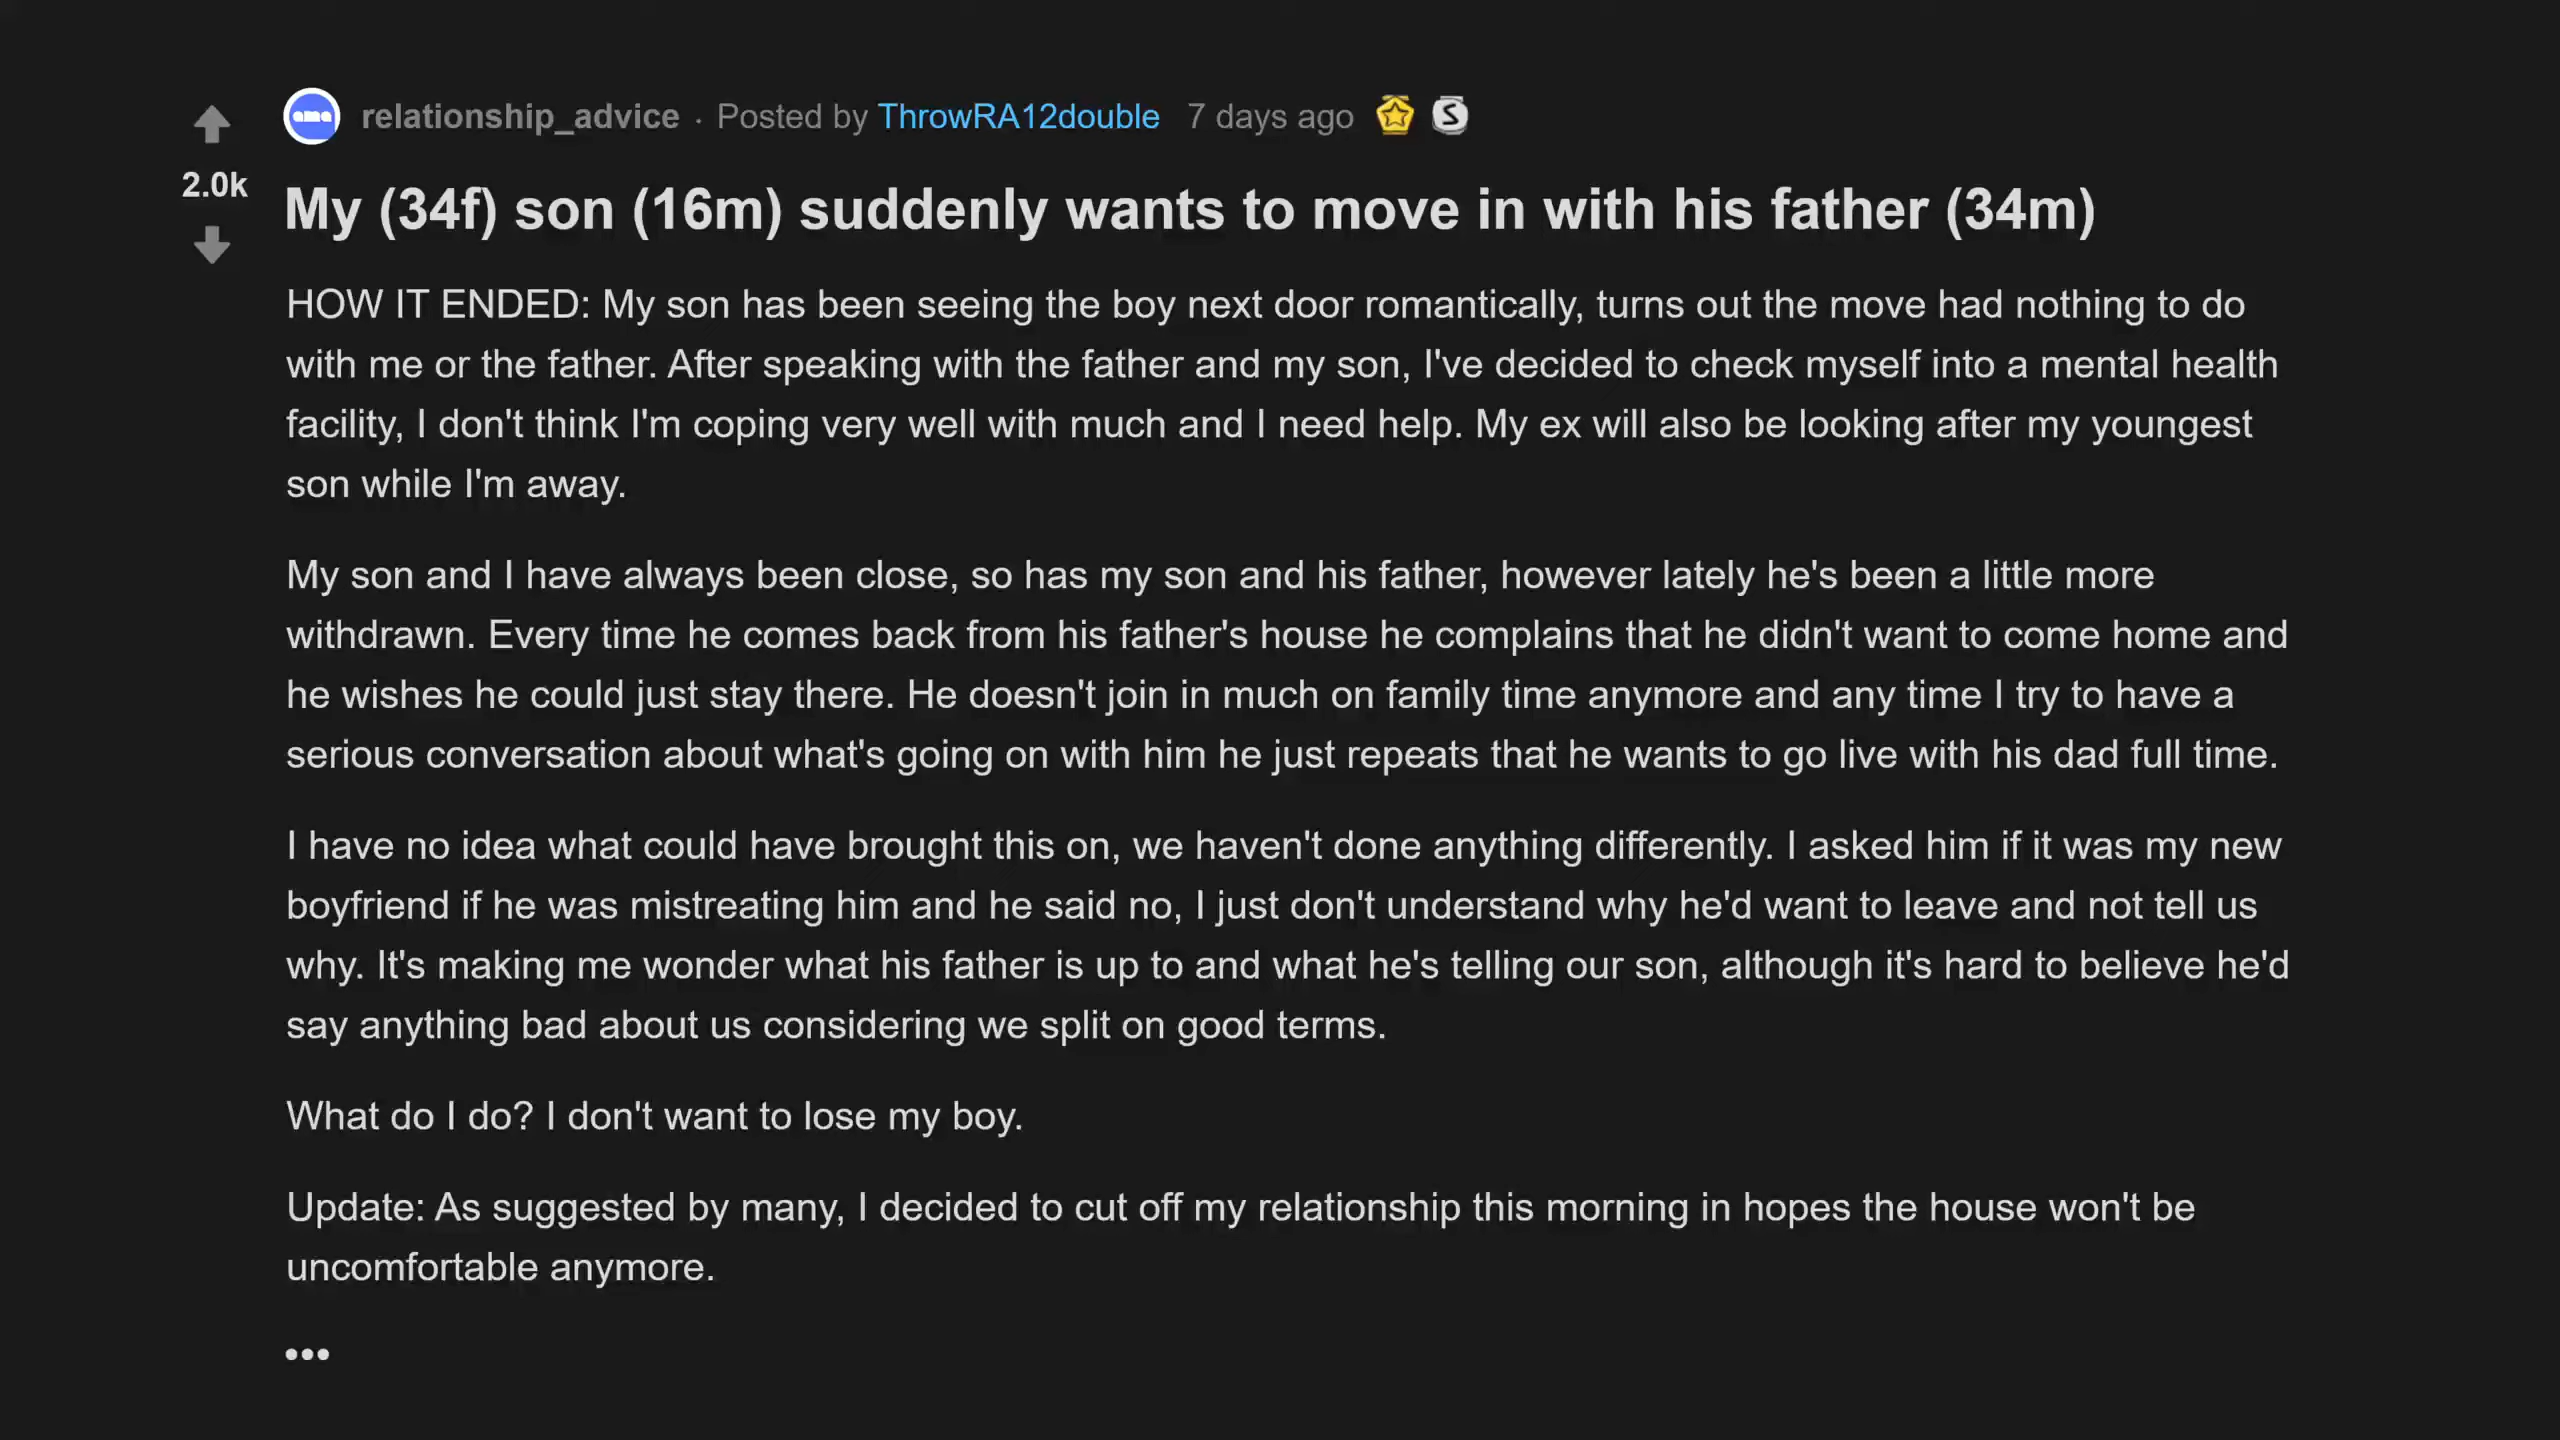 relationship_advice · Posted by ThrowRA12double 7 days ago
2.0k
My (34f) son (16m) suddenly wants to move in with his father (34m)
HOW IT ENDED: My son has been seeing the boy next door romantically, turns out the move had nothing to do
with me or the father. After speaking with the father and my son, I've decided to check myself into a mental health
facility, I don't think I'm coping very well with much and I need help. My ex will also be looking after my youngest
son while I'm away.
My son and I have always been close, so has my son and his father, however lately he's been a little more
withdrawn. Every time he comes back from his father's house he complains that he didn't want to come home and
he wishes he could just stay there. He doesn't join in much on family time anymore and any time I try to have a
serious conversation about what's going on with him he just repeats that he wants to go live with his dad full time.
I have no idea what could have brought this on, we haven't done anything differently. I asked him if it was my new
boyfriend if he was mistreating him and he said no, I just don't understand why he'd want to leave and not tell us
why. It's making me wonder what his father is up to and what he's telling our son, although it's hard to believe he'd
say anything bad about us considering we split on good terms.
What do I do? I don't want to lose my boy.
Update: As suggested by many, I decided to cut off my relationship this morning in hopes the house won't be
uncomfortable anymore.
•••